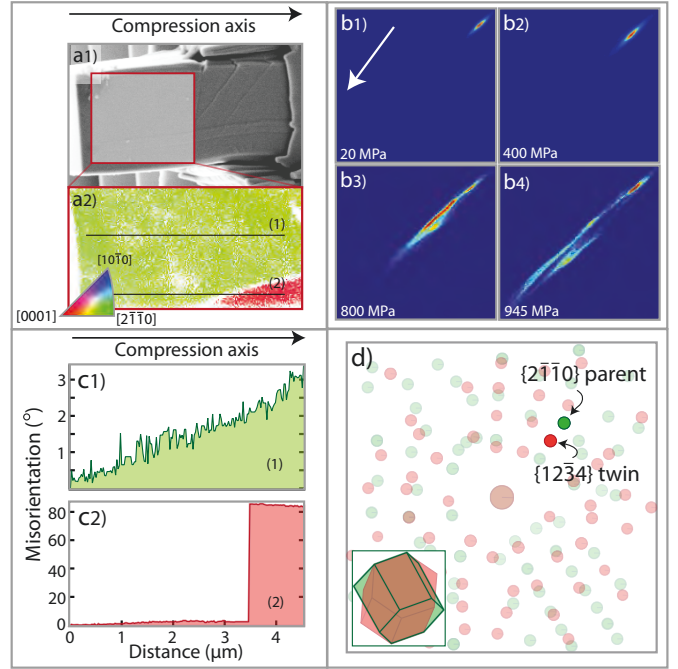 Compression axis
a1)
a2)
(1)
(2)
[101̄0]
[0001]
[21̄1̄0]
b1)
20 MPa
b2)
400 MPa
b3)
800 MPa
b4)
945 MPa
Compression axis
c1)
3
2
1
(1)
c2)
80
60
40
20
0
(2)
0
1
2
3
4
Misorientation (°)
Distance (µm)
d)
{21̄1̄0} parent
{123̄4} twin